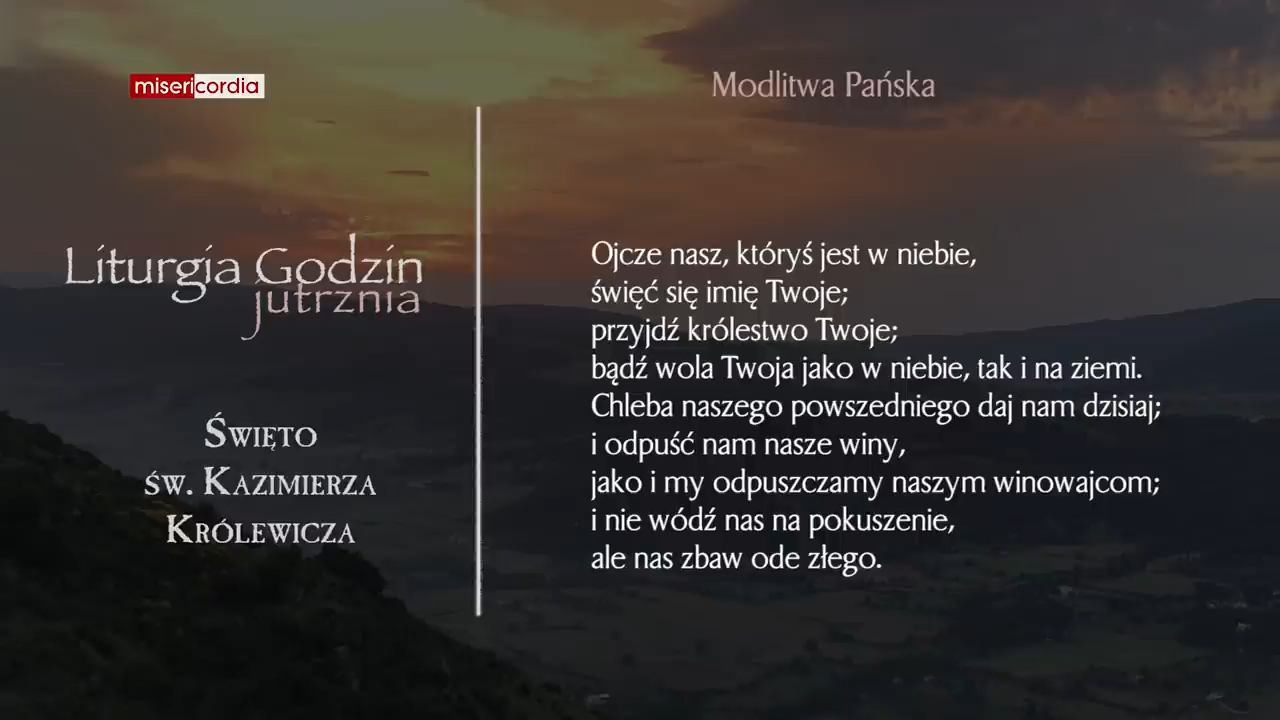 misericordia
Liturgia Godzin
jutrznia
Święto
św. Kazimierza
Królewicza
Modlitwa Pańska
Ojcze nasz, któryś jest w niebie,
święć się imię Twoje;
przyjdź królestwo Twoje;
bądź wola Twoja jako w niebie, tak i na ziemi.
Chleba naszego powszedniego daj nam dzisiaj;
i odpuść nam nasze winy,
jako i my odpuszczamy naszym winowajcom;
i nie wódź nas na pokuszenie,
ale nas zbaw ode złego.